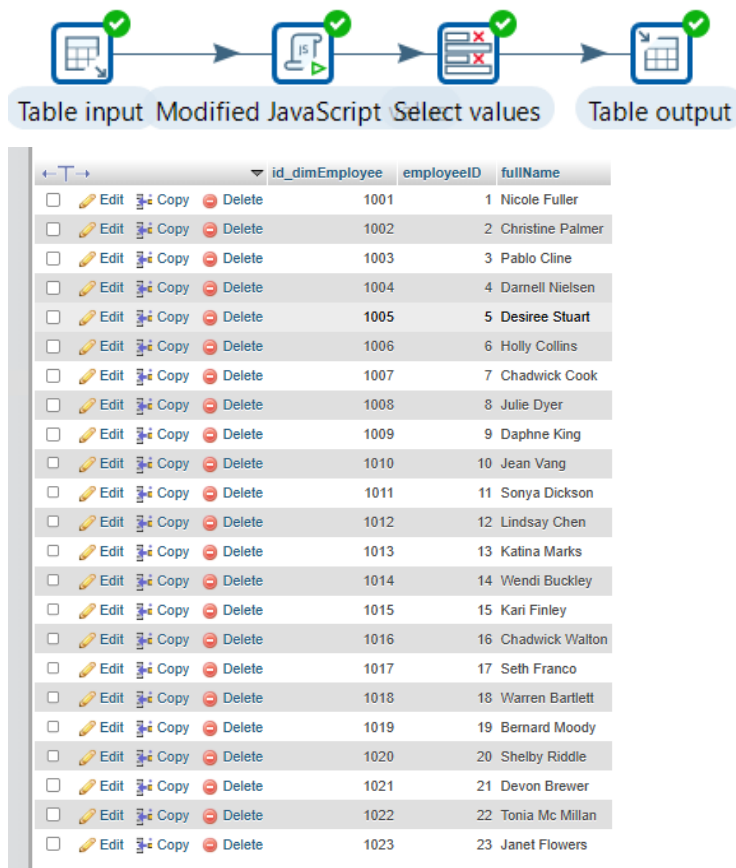 Table input Modified JavaScript Select values Table output
id_dimEmployee employeeID fullName
Edit Copy Delete 1001 1 Nicole Fuller
Edit Copy Delete 1002 2 Christine Palmer
Edit Copy Delete 1003 3 Pablo Cline
Edit Copy Delete 1004 4 Darnell Nielsen
Edit Copy Delete 1005 5 Desiree Stuart
Edit Copy Delete 1006 6 Holly Collins
Edit Copy Delete 1007 7 Chadwick Cook
Edit Copy Delete 1008 8 Julie Dyer
Edit Copy Delete 1009 9 Daphne King
Edit Copy Delete 1010 10 Jean Vang
Edit Copy Delete 1011 11 Sonya Dickson
Edit Copy Delete 1012 12 Lindsay Chen
Edit Copy Delete 1013 13 Katina Marks
Edit Copy Delete 1014 14 Wendi Buckley
Edit Copy Delete 1015 15 Kari Finley
Edit Copy Delete 1016 16 Chadwick Walton
Edit Copy Delete 1017 17 Seth Franco
Edit Copy Delete 1018 18 Warren Bartlett
Edit Copy Delete 1019 19 Bernard Moody
Edit Copy Delete 1020 20 Shelby Riddle
Edit Copy Delete 1021 21 Devon Brewer
Edit Copy Delete 1022 22 Tonia Mc Millan
Edit Copy Delete 1023 23 Janet Flowers